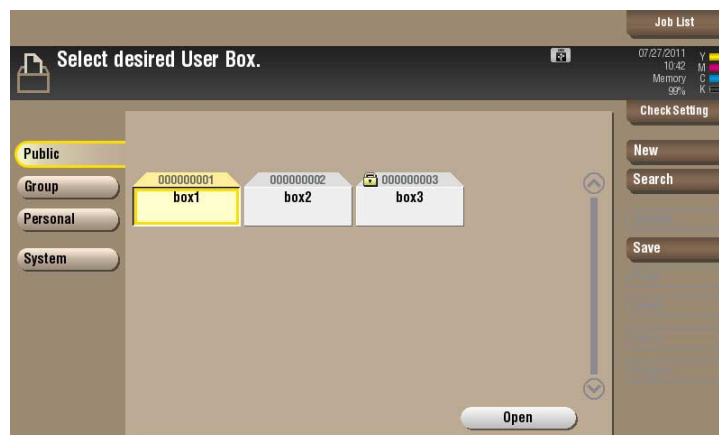 Job List
Select desired User Box.
07/27/2011
10:42
Memory
99%
Y
M
C
K
Check Setting
Public
Group
Personal
System
000000001
box1
000000002
box2
000000003
box3
New
Search
Save
Open